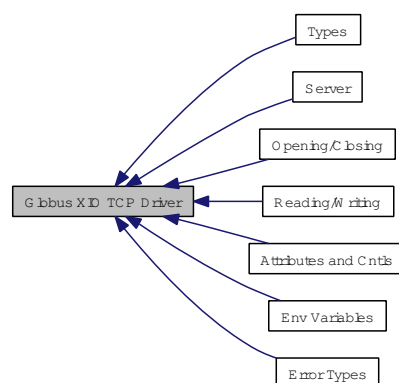 Types
Server
Opening/Closing
Globus XIO TCP Driver
Reading/Writing
Attributes and Cntls
Env Variables
Error Types